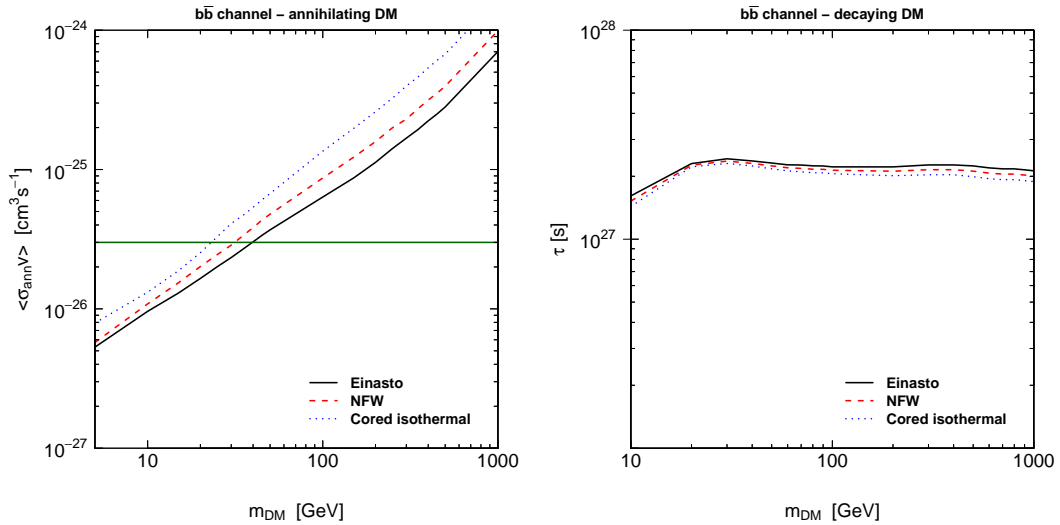 bb̅ channel − annihilating DM
10⁻²⁴
10⁻²⁵
10⁻²⁶
10⁻²⁷
<σannv> [cm³s⁻¹]
Einasto
NFW
Cored isothermal
10 100 1000
mDM [GeV]
bb̅ channel − decaying DM
10²⁸
10²⁷
τ [s]
Einasto
NFW
Cored isothermal
10 100 1000
mDM [GeV]